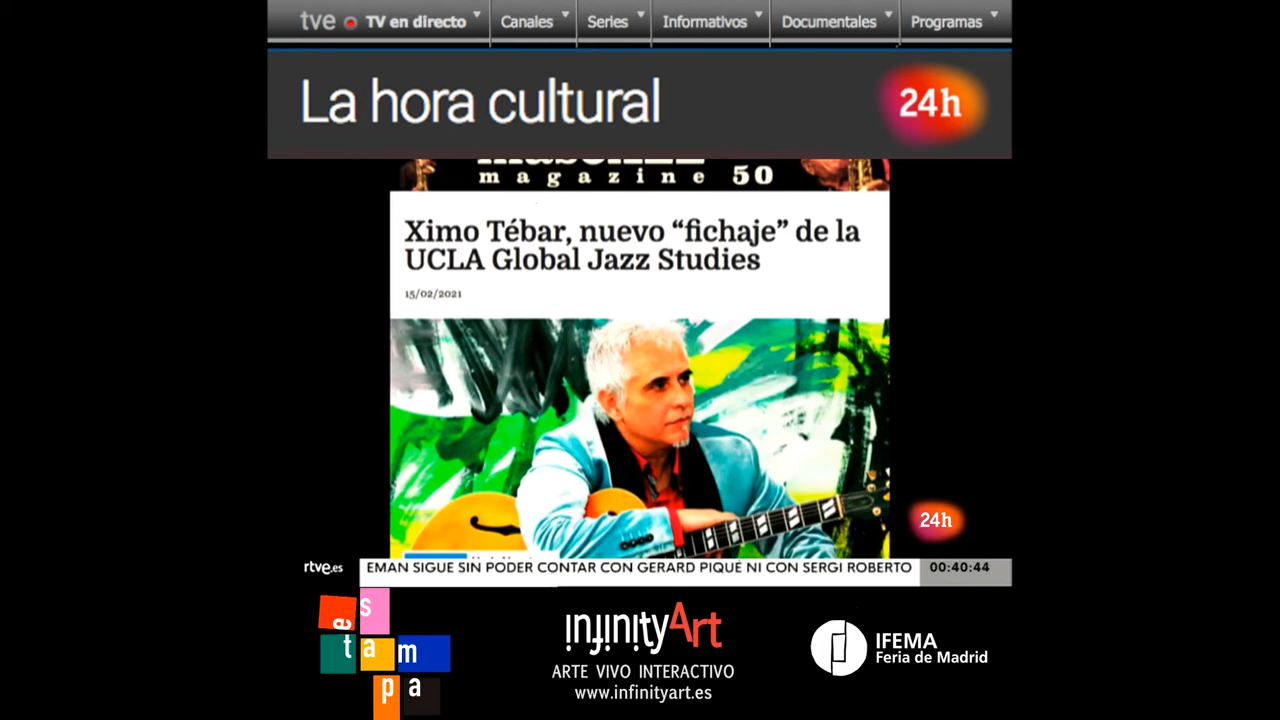 tve TV en directo Canales Series Informativos Documentales Programas
La hora cultural 24h
magazine 50
Ximo Tébar, nuevo “fichaje” de la
UCLA Global Jazz Studies
15/02/2021
24h
rtve.es EMAN SIGUE SIN PODER CONTAR CON GERARD PIQUÉ NI CON SERGI ROBERTO 00:40:44
estampa
infinityArt
ARTE VIVO INTERACTIVO
www.infinityart.es
IFEMA
Feria de Madrid